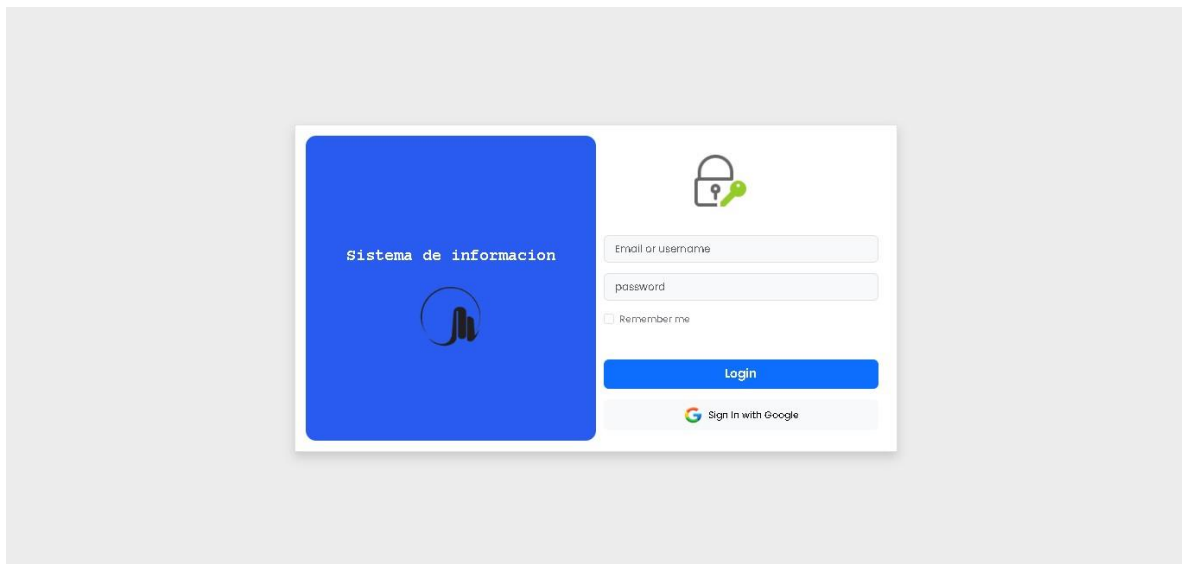 Sistema de informacion
Email or username
password
Remember me
Login
Sign In with Google